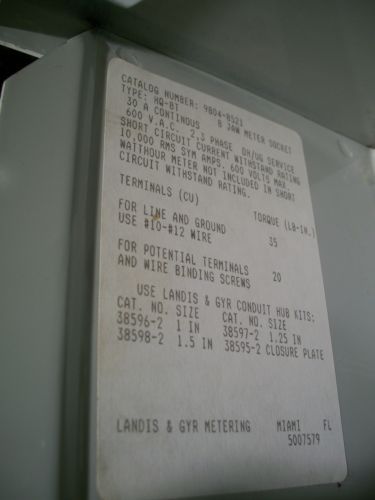 CATALOG NUMBER: 9804-8521
TYPE: HQ-8T
30 A CONTINOUS 8 JAW METER SOCKET
600 V.A.C. 2,3 PHASE OH/UG SERVICE
SHORT CIRCUIT CURRENT WITHSTAND RATING
10,000 RMS SYM AMPS, 600 VOLTS MAX.
WATTHOUR METER NOT INCLUDED IN SHORT
CIRCUIT WITHSTAND RATING.
TERMINALS (CU) TORQUE (LB-IN.)
FOR LINE AND GROUND
USE #10-#12 WIRE 35
FOR POTENTIAL TERMINALS
AND WIRE BINDING SCREWS 20
USE LANDIS & GYR CONDUIT HUB KITS:
CAT. NO. SIZE CAT. NO. SIZE
38596-2 1 IN 38597-2 1.25 IN
38598-2 1.5 IN 38595-2 CLOSURE PLATE
LANDIS & GYR METERING MIAMI FL
5007579